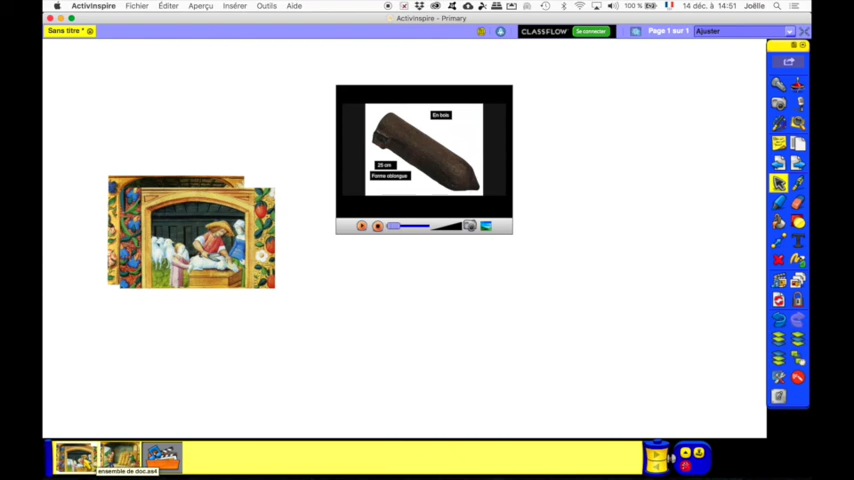 ActivInspire Fichier Éditer Aperçu Insérer Outils Aide 100 % 14 déc. à 14:51 Joëlle
ActivInspire - Primary
Sans titre * CLASSFLOW Se connecter Page 1 sur 1 Ajuster
En bois
25 cm
Forme oblongue
ensemble de doc.as4